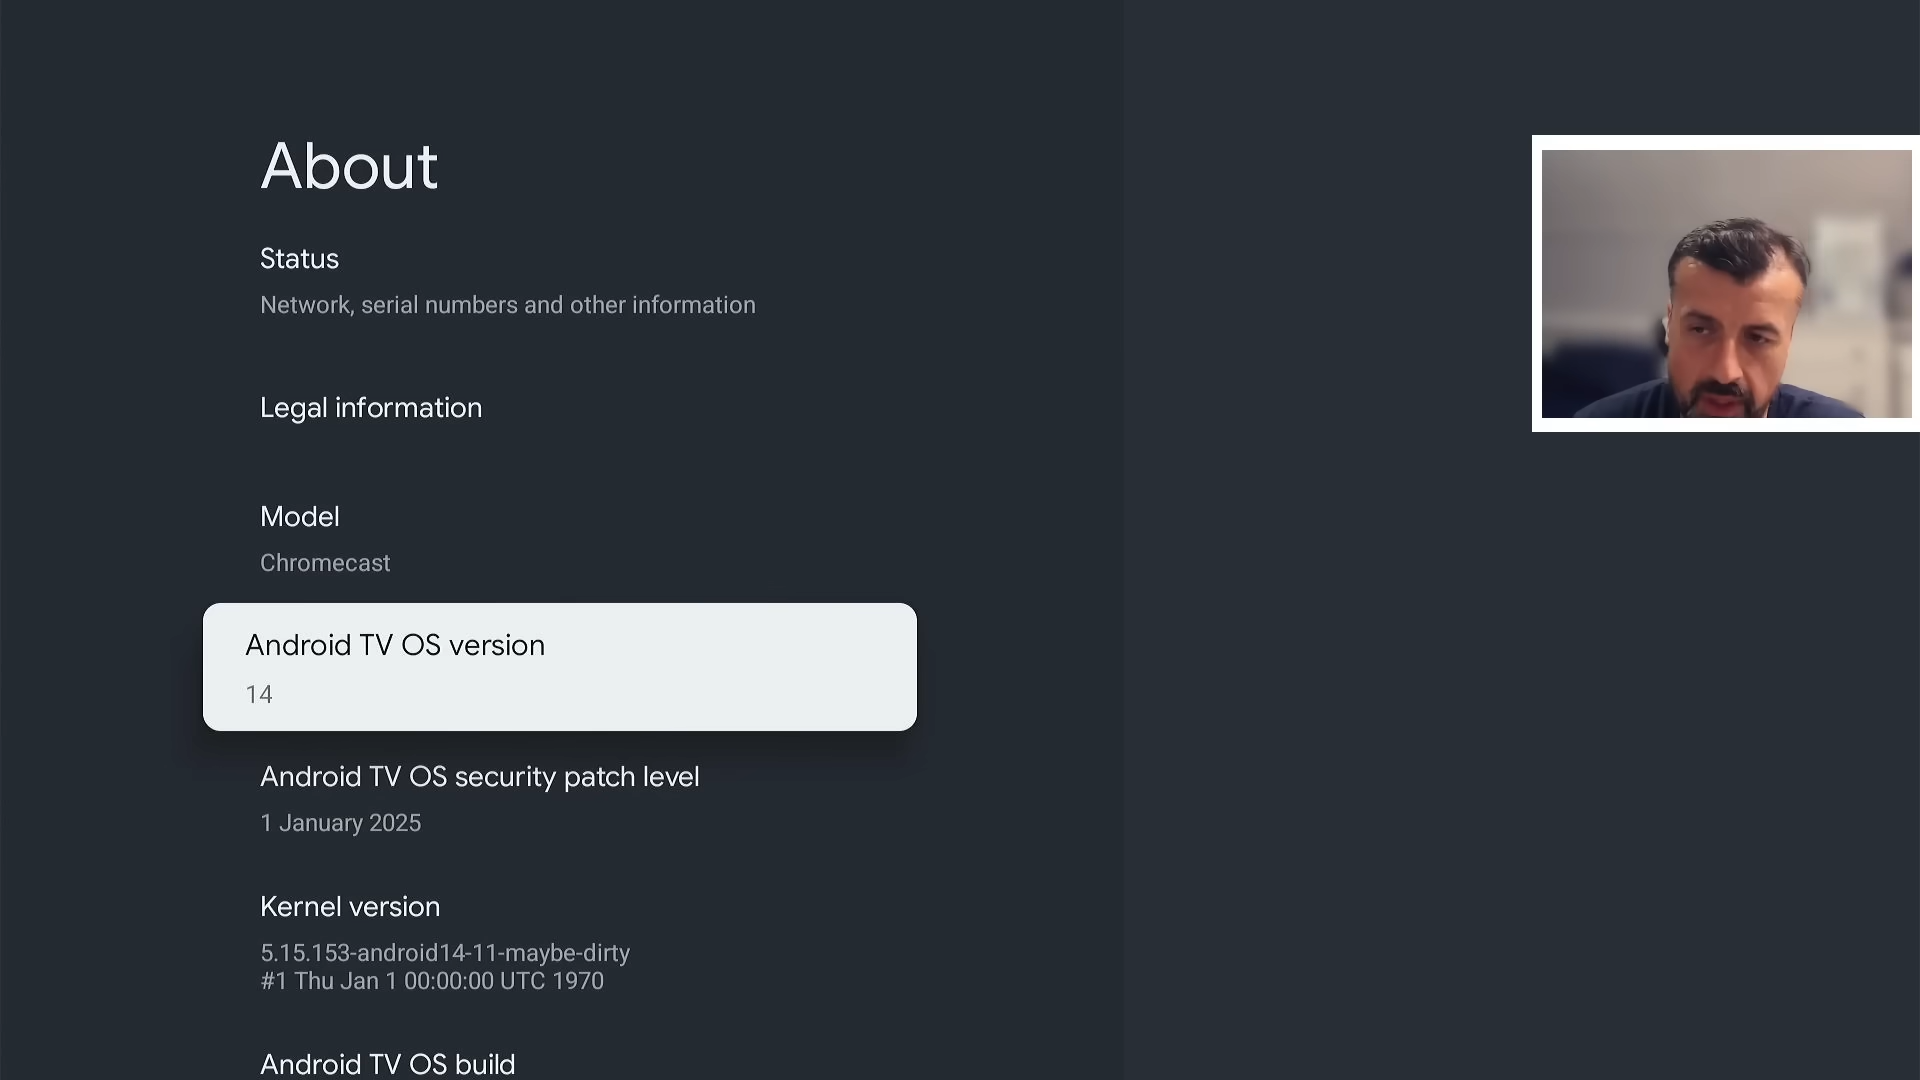 About
Status
Network, serial numbers and other information
Legal information
Model
Chromecast
Android TV OS version
14
Android TV OS security patch level
1 January 2025
Kernel version
5.15.153-android14-11-maybe-dirty
#1 Thu Jan 1 00:00:00 UTC 1970
Android TV OS build